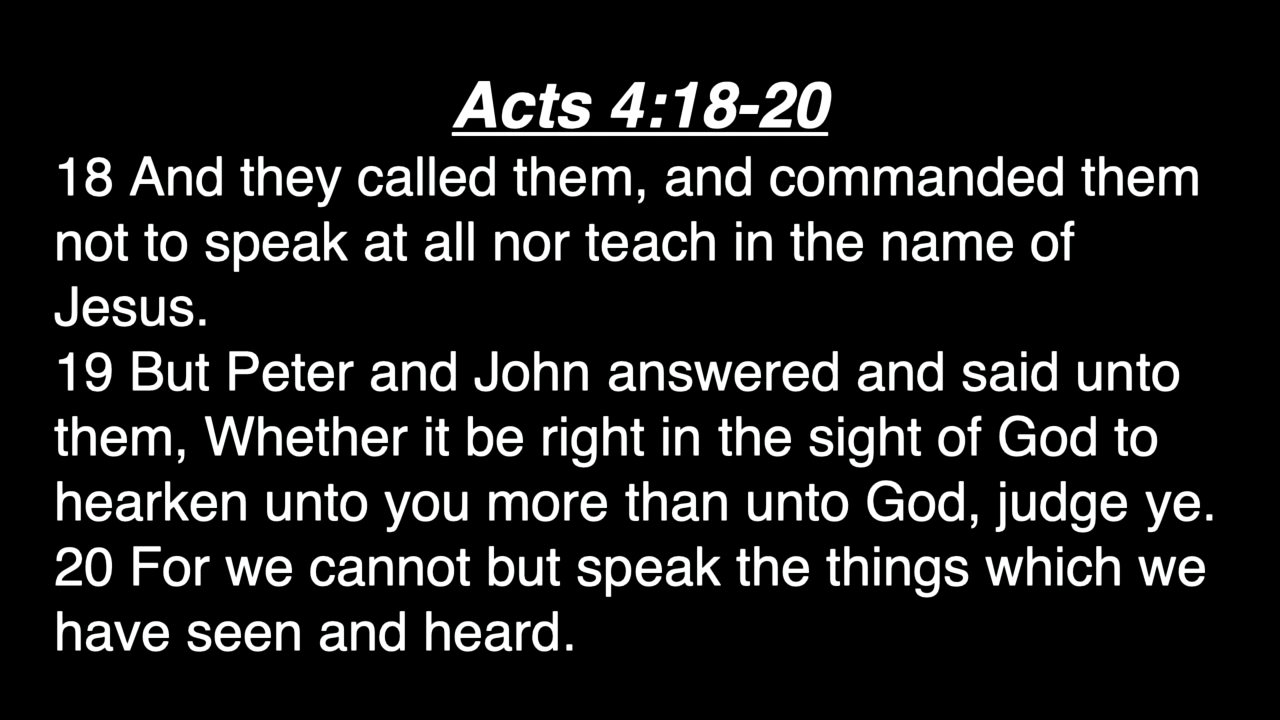 Acts 4:18-20
18 And they called them, and commanded them
not to speak at all nor teach in the name of
Jesus.
19 But Peter and John answered and said unto
them, Whether it be right in the sight of God to
hearken unto you more than unto God, judge ye.
20 For we cannot but speak the things which we
have seen and heard.